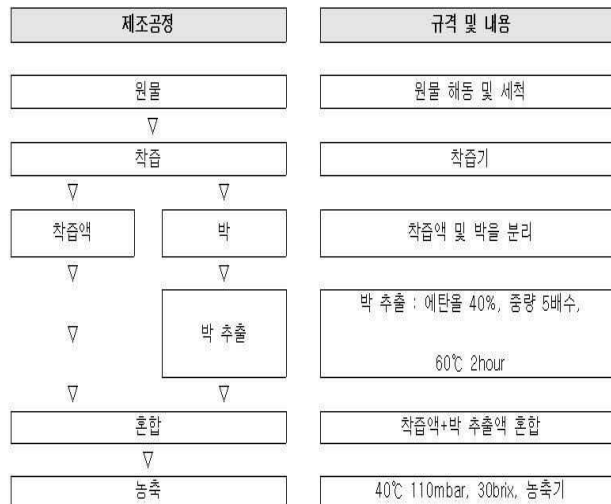 제조공정 규격 및 내용
원물 원물 해동 및 세척
▽
착즙 착즙기
▽ ▽
착즙액 박 착즙액 및 박을 분리
▽ ▽
박 추출 : 에탄올 40%, 중량 5배수,
▽ 박 추출
60℃ 2hour
▽ ▽
혼합 착즙액+박 추출액 혼합
▽
농축 40℃ 110mbar, 30brix, 농축기